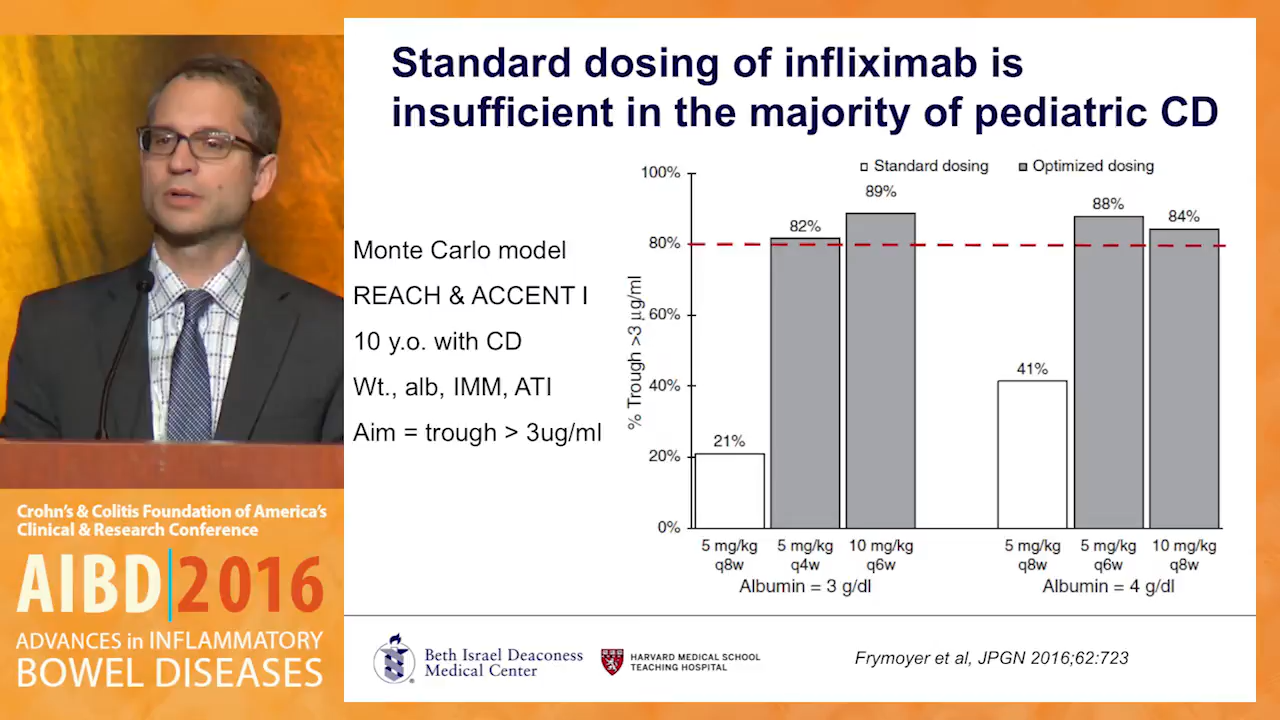 Standard dosing of infliximab is
insufficient in the majority of pediatric CD
Monte Carlo model
REACH & ACCENT I
10 y.o. with CD
Wt., alb, IMM, ATI
Aim = trough > 3ug/ml
Standard dosing
Optimized dosing
% Trough >3 µg/ml
100%
80%
60%
40%
20%
0%
21%
82%
89%
41%
88%
84%
5 mg/kg
q8w
5 mg/kg
q4w
10 mg/kg
q6w
5 mg/kg
q8w
5 mg/kg
q6w
10 mg/kg
q8w
Albumin = 3 g/dl
Albumin = 4 g/dl
Beth Israel Deaconess
Medical Center
HARVARD MEDICAL SCHOOL
TEACHING HOSPITAL
Frymoyer et al, JPGN 2016;62:723
Crohn's & Colitis Foundation of America's
Clinical & Research Conference
AIBD|2016
ADVANCES in INFLAMMATORY
BOWEL DISEASES